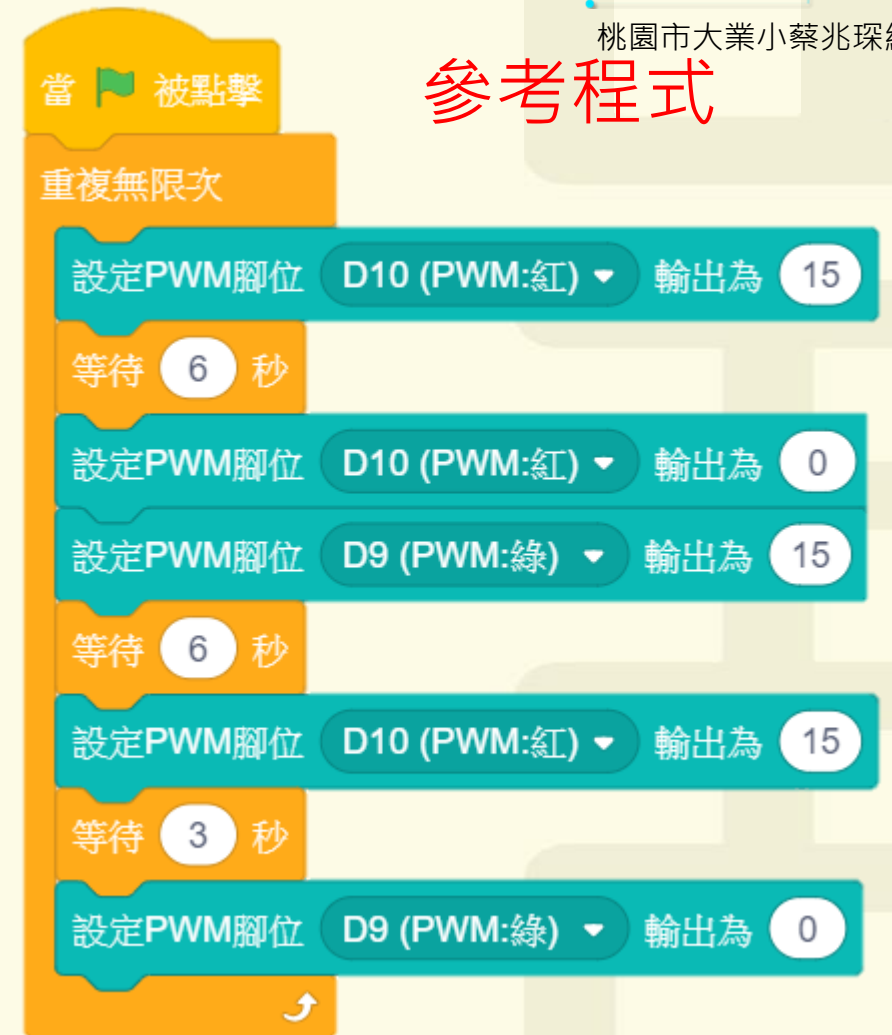 桃園市大業小蔡兆琛
參考程式
當 被點擊
重複無限次
設定PWM腳位 D10 (PWM:紅) 輸出為 15
等待 6 秒
設定PWM腳位 D10 (PWM:紅) 輸出為 0
設定PWM腳位 D9 (PWM:綠) 輸出為 15
等待 6 秒
設定PWM腳位 D10 (PWM:紅) 輸出為 15
等待 3 秒
設定PWM腳位 D9 (PWM:綠) 輸出為 0